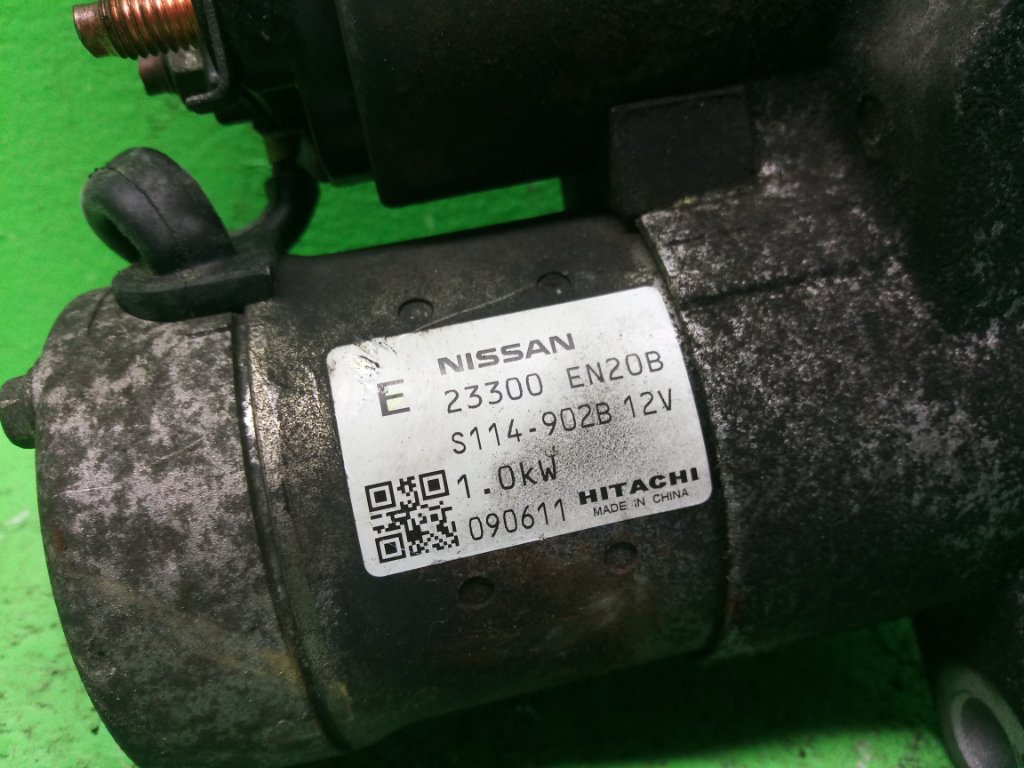 NISSAN
E 23300 EN20B
S114-902B 12V
1.0kW
090611 HITACHI
MADE IN CHINA